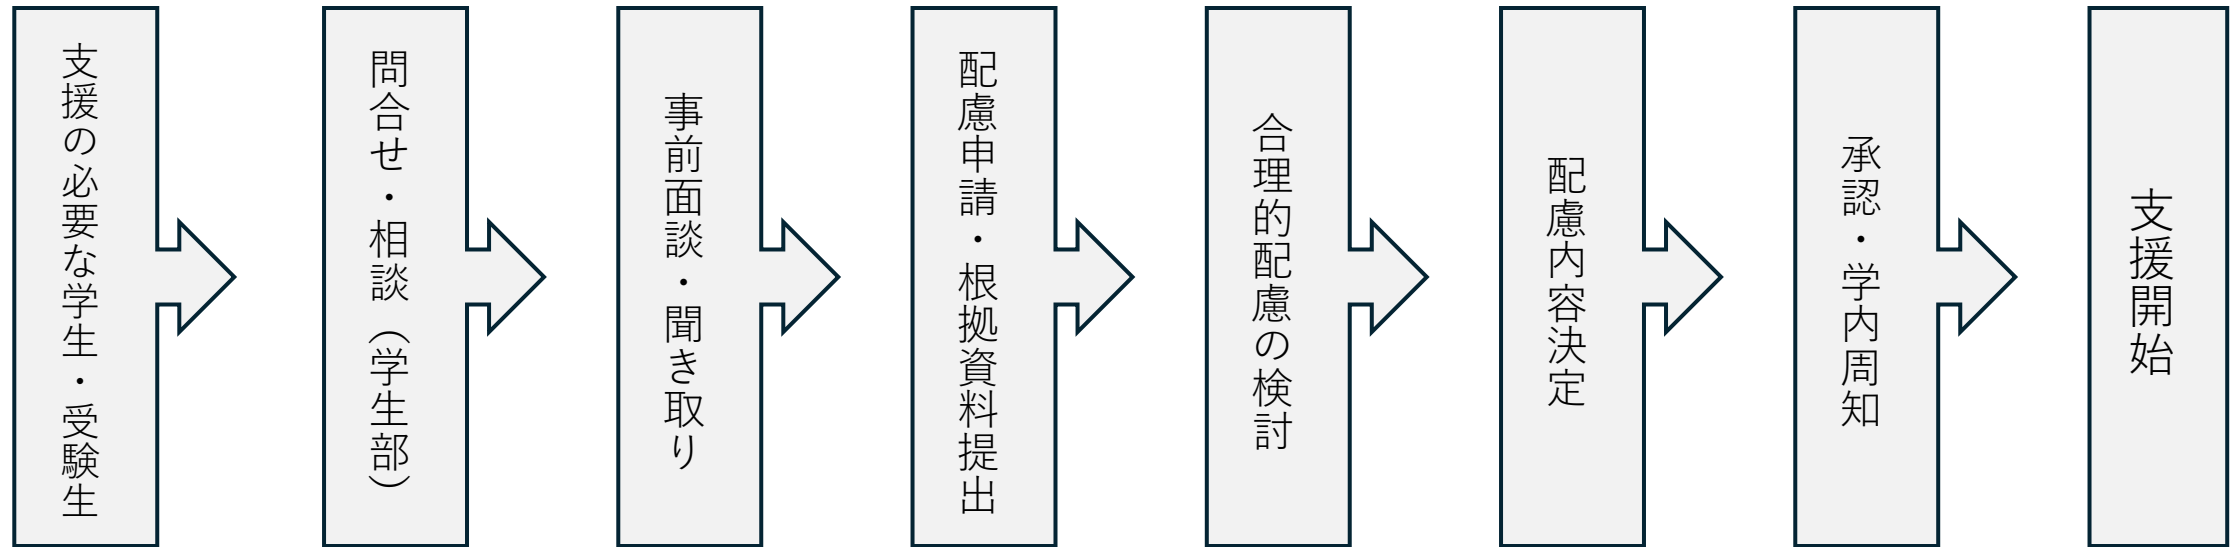 支援の必要な学生・受験生
問合せ・相談（学生部）
事前面談・聞き取り
配慮申請・根拠資料提出
合理的配慮の検討
配慮内容決定
承認・学内周知
支援開始